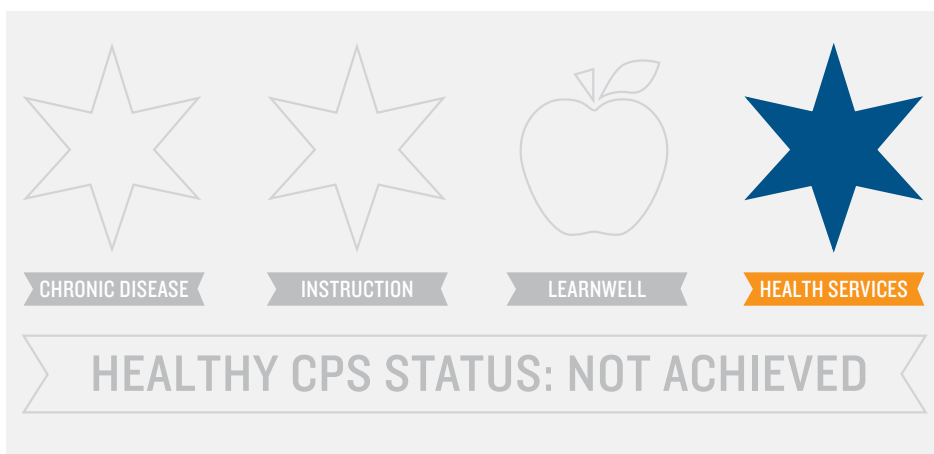 CHRONIC DISEASE
INSTRUCTION
LEARNWELL
HEALTH SERVICES
HEALTHY CPS STATUS: NOT ACHIEVED